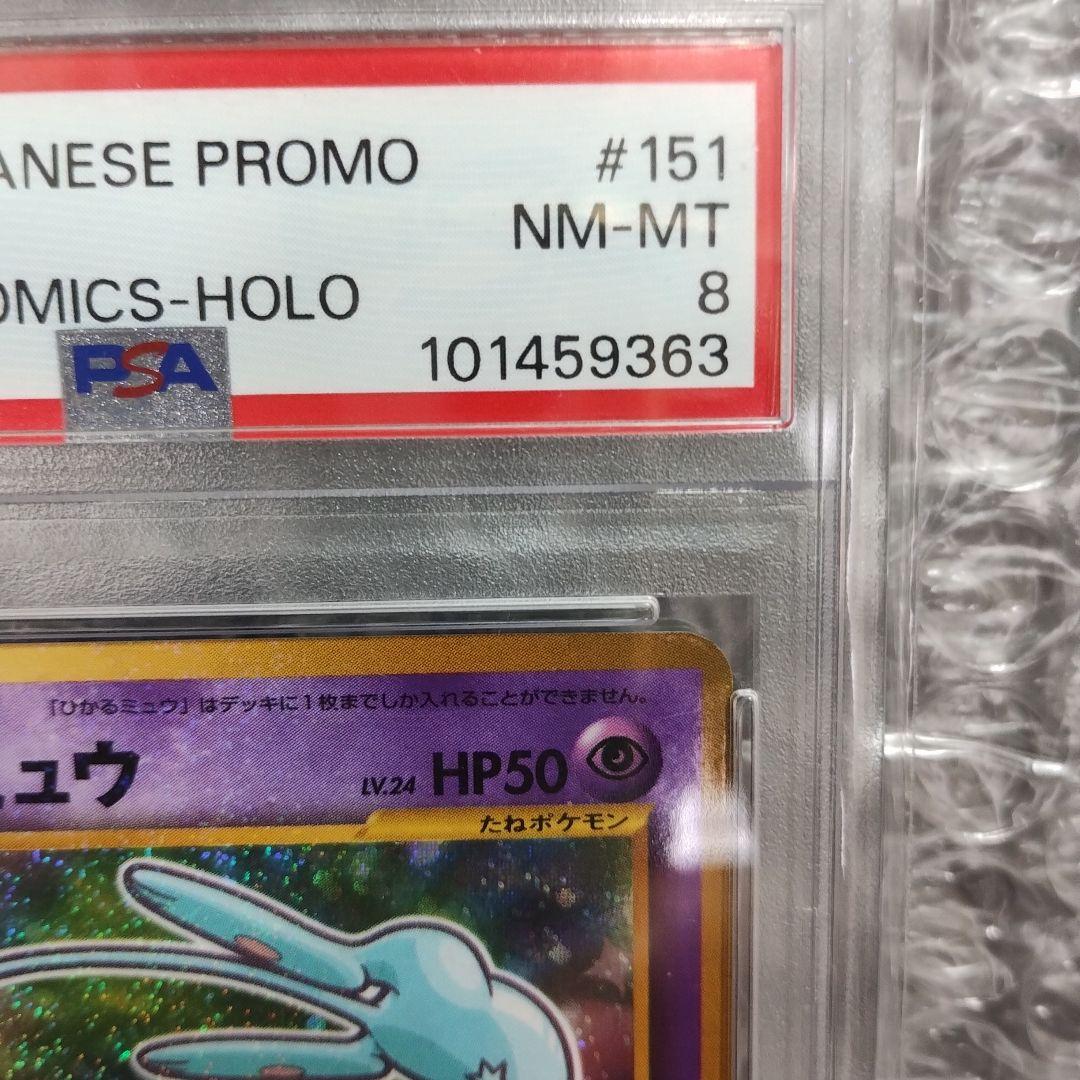 ANESE PROMO #151
NM-MT
OMICS-HOLO 8
PSA 101459363
「ひかるミュウ」はデッキに1枚までしか入れることができません。
ュウ LV.24 HP50
たねポケモン